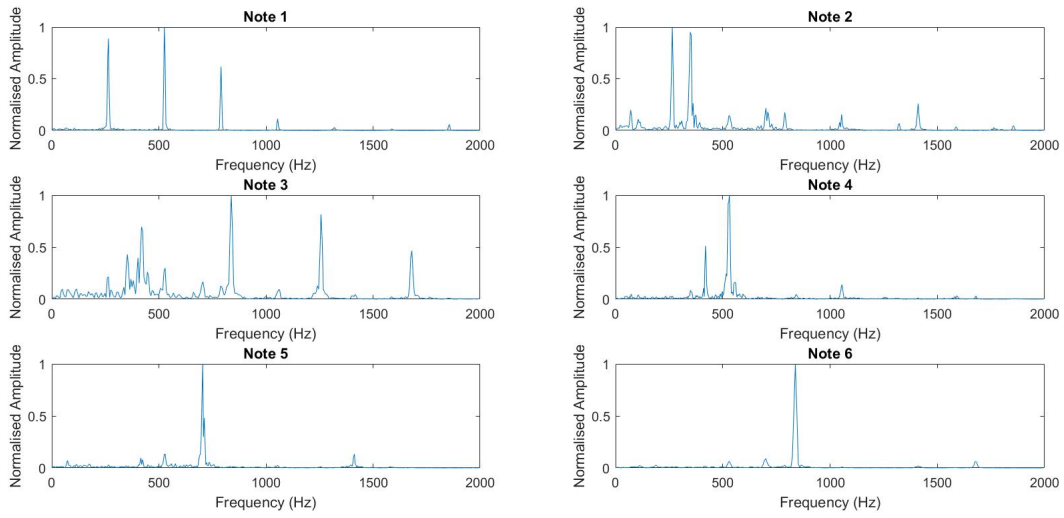 Note 1
Normalised Amplitude
1
0.5
0
0 500 1000 1500 2000
Frequency (Hz)
Note 2
Normalised Amplitude
1
0.5
0
0 500 1000 1500 2000
Frequency (Hz)
Note 3
Normalised Amplitude
1
0.5
0
0 500 1000 1500 2000
Frequency (Hz)
Note 4
Normalised Amplitude
1
0.5
0
0 500 1000 1500 2000
Frequency (Hz)
Note 5
Normalised Amplitude
1
0.5
0
0 500 1000 1500 2000
Frequency (Hz)
Note 6
Normalised Amplitude
1
0.5
0
0 500 1000 1500 2000
Frequency (Hz)